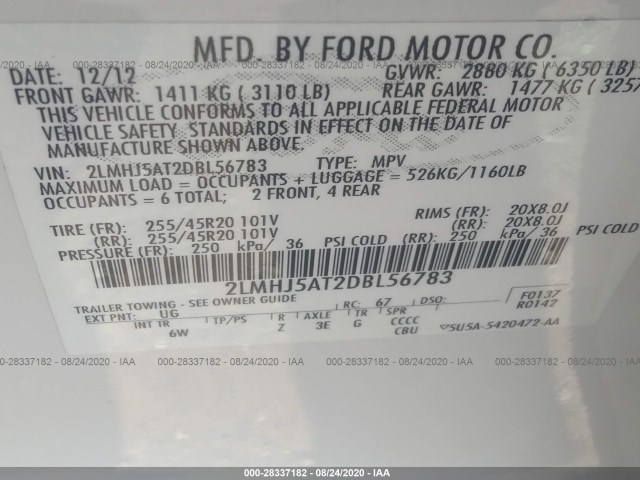 MFD. BY FORD MOTOR CO.
DATE: 12/12 GVWR: 2880 KG ( 6350 LB)
FRONT GAWR: 1411 KG ( 3110 LB) REAR GAWR: 1477 KG ( 3257
THIS VEHICLE CONFORMS TO ALL APPLICABLE FEDERAL MOTOR
VEHICLE SAFETY STANDARDS IN EFFECT ON THE DATE OF
MANUFACTURE SHOWN ABOVE.
VIN: 2LMHJ5AT2DBL56783 TYPE: MPV
MAXIMUM LOAD = OCCUPANTS + LUGGAGE = 526KG/1160LB
OCCUPANTS = 6 TOTAL; 2 FRONT, 4 REAR
TIRE (FR): 255/45R20 101V RIMS (FR): 20X8.0J
(RR): 255/45R20 101V (RR): 20X8.0J
PRESSURE (FR): 250 kPa/ 36 PSI COLD (RR): 250 kPa/36 PSI COLD
2LMHJ5AT2DBL56783
TRAILER TOWING - SEE OWNER GUIDE
EXT PNT: UG RC: 67 DSO: F0137
R0142
INT TR TP/PS R AXLE TR SPR
6W Z 3E G CCCC
CBU 5U5A-5420472-AA
000-28337182 - 08/24/2020 - IAA